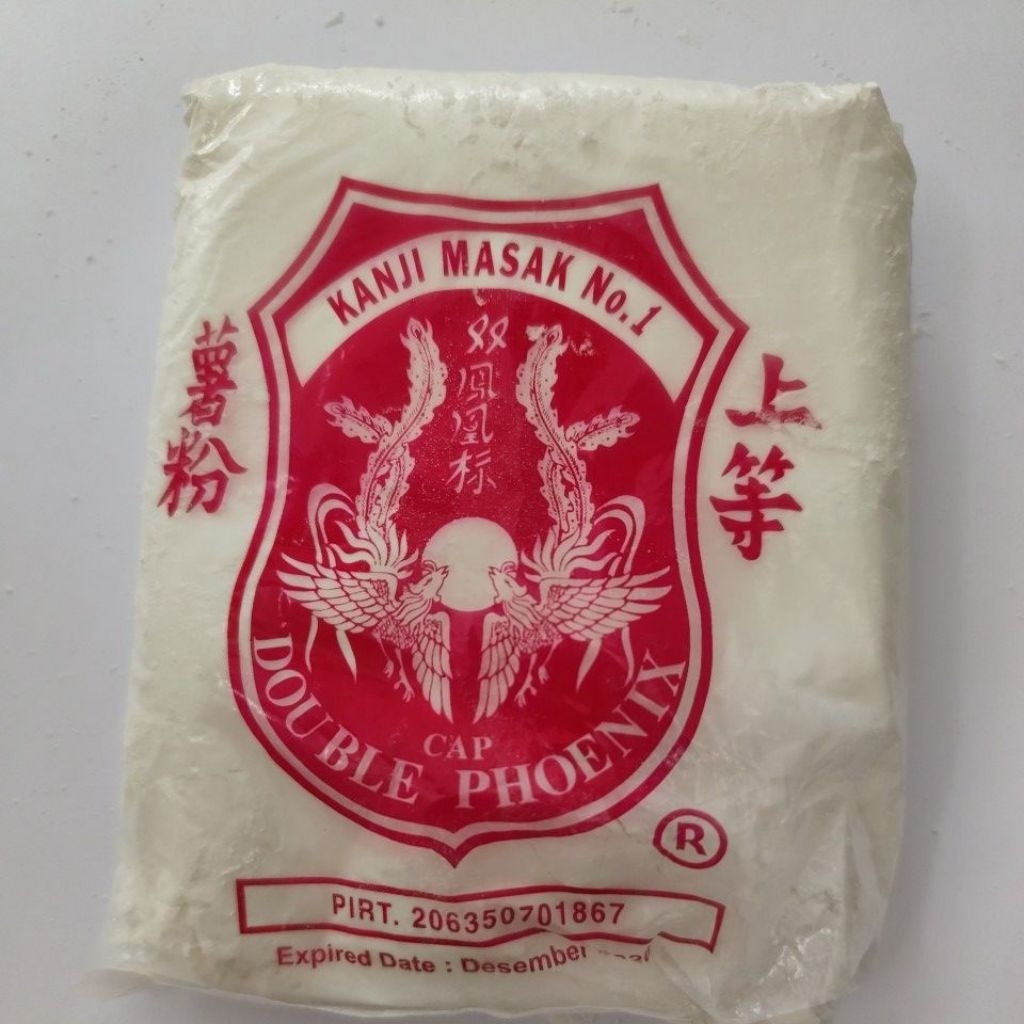 KANJI MASAK No.1
双凤凰标
薯粉
上等
CAP
DOUBLE PHOENIX
®
PIRT. 206350701867
Expired Date : Desember